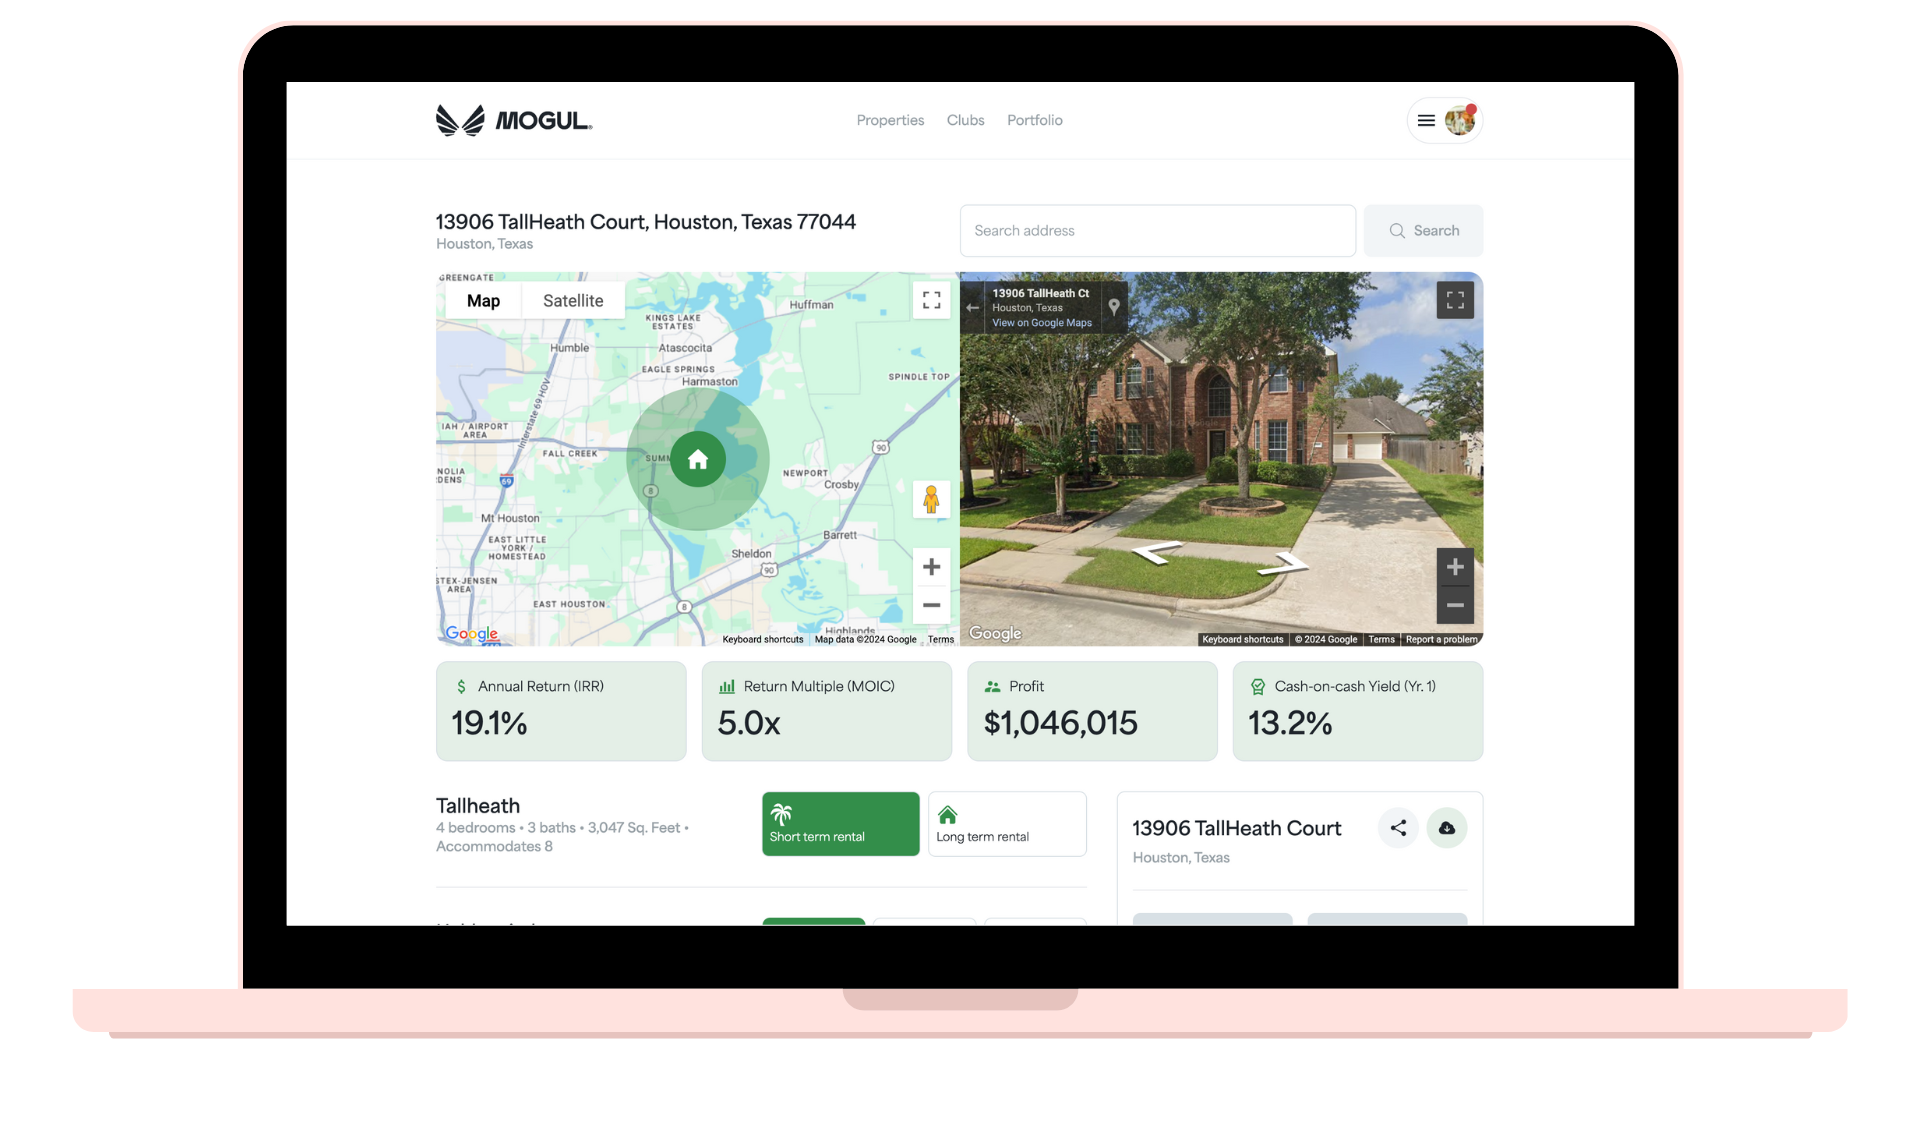 MOGUL
Properties
Clubs
Portfolio
13906 TallHeath Court, Houston, Texas 77044
Houston, Texas
Search address
Search
GREENGATE
Map
Satellite
Huffman
KINGS LAKE
ESTATES
Humble
Atascocita
EAGLE SPRINGS
Harmaston
SPINDLE TOP
Interstate 69 HOV
IAH / AIRPORT
AREA
90
FALL CREEK
SUMM
NOLIA
DENS
69
NEWPORT
Crosby
8
Mt Houston
EAST LITTLE
YORK /
HOMESTEAD
Barrett
Sheldon
90
STEX-JENSEN
AREA
EAST HOUSTON
8
Highlands
Google
Keyboard shortcuts
Map data ©2024 Google
Terms
13906 TallHeath Ct
Houston, Texas
View on Google Maps
Google
Keyboard shortcuts
© 2024 Google
Terms
Report a problem
$ Annual Return (IRR)
19.1%
Return Multiple (MOIC)
5.0x
Profit
$1,046,015
Cash-on-cash Yield (Yr. 1)
13.2%
Tallheath
4 bedrooms • 3 baths • 3,047 Sq. Feet •
Accommodates 8
Short term rental
Long term rental
13906 TallHeath Court
Houston, Texas